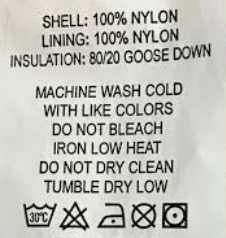 SHELL: 100% NYLON
LINING: 100% NYLON
INSULATION: 80/20 GOOSE DOWN
MACHINE WASH COLD
WITH LIKE COLORS
DO NOT BLEACH
IRON LOW HEAT
DO NOT DRY CLEAN
TUMBLE DRY LOW
30°C